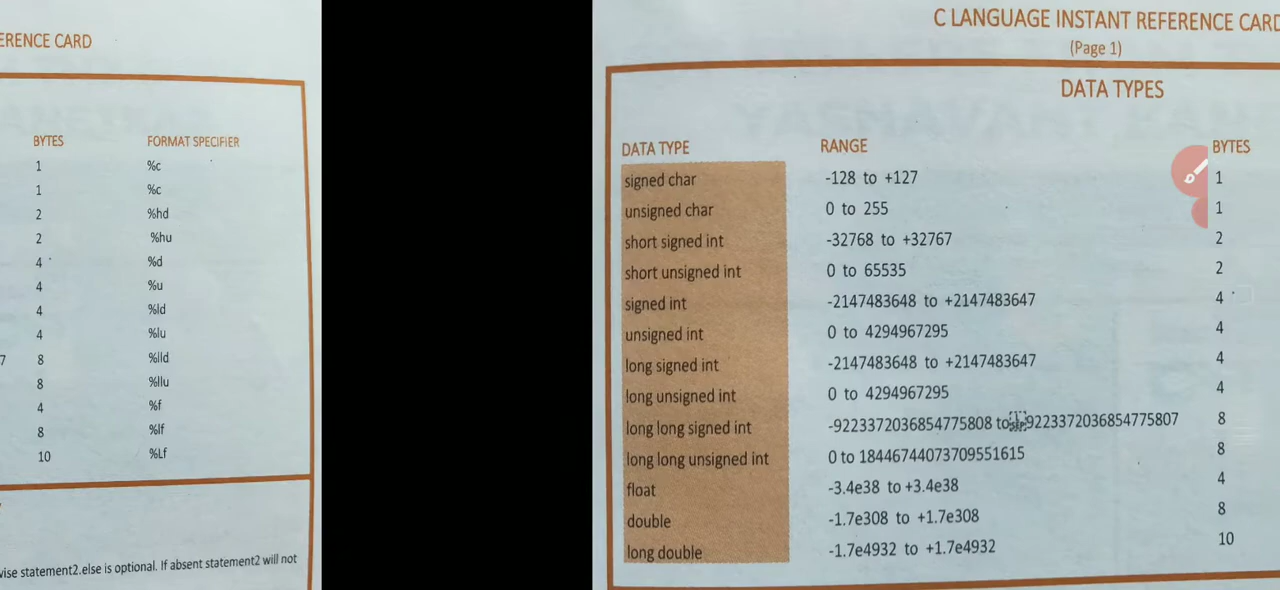 ERENCE CARD
BYTES FORMAT SPECIFIER
1 %c
1 %c
2 %hd
2 %hu
4 %d
4 %u
4 %ld
4 %lu
7 8 %lld
8 %llu
4 %f
8 %lf
10 %Lf
wise statement2.else is optional. If absent statement2 will not
C LANGUAGE INSTANT REFERENCE CARD
(Page 1)
DATA TYPES
DATA TYPE RANGE BYTES
signed char -128 to +127 1
unsigned char 0 to 255 1
short signed int -32768 to +32767 2
short unsigned int 0 to 65535 2
signed int -2147483648 to +2147483647 4
unsigned int 0 to 4294967295 4
long signed int -2147483648 to +2147483647 4
long unsigned int 0 to 4294967295 4
long long signed int -9223372036854775808 to 9223372036854775807 8
long long unsigned int 0 to 18446744073709551615 8
float -3.4e38 to +3.4e38 4
double -1.7e308 to +1.7e308 8
long double -1.7e4932 to +1.7e4932 10